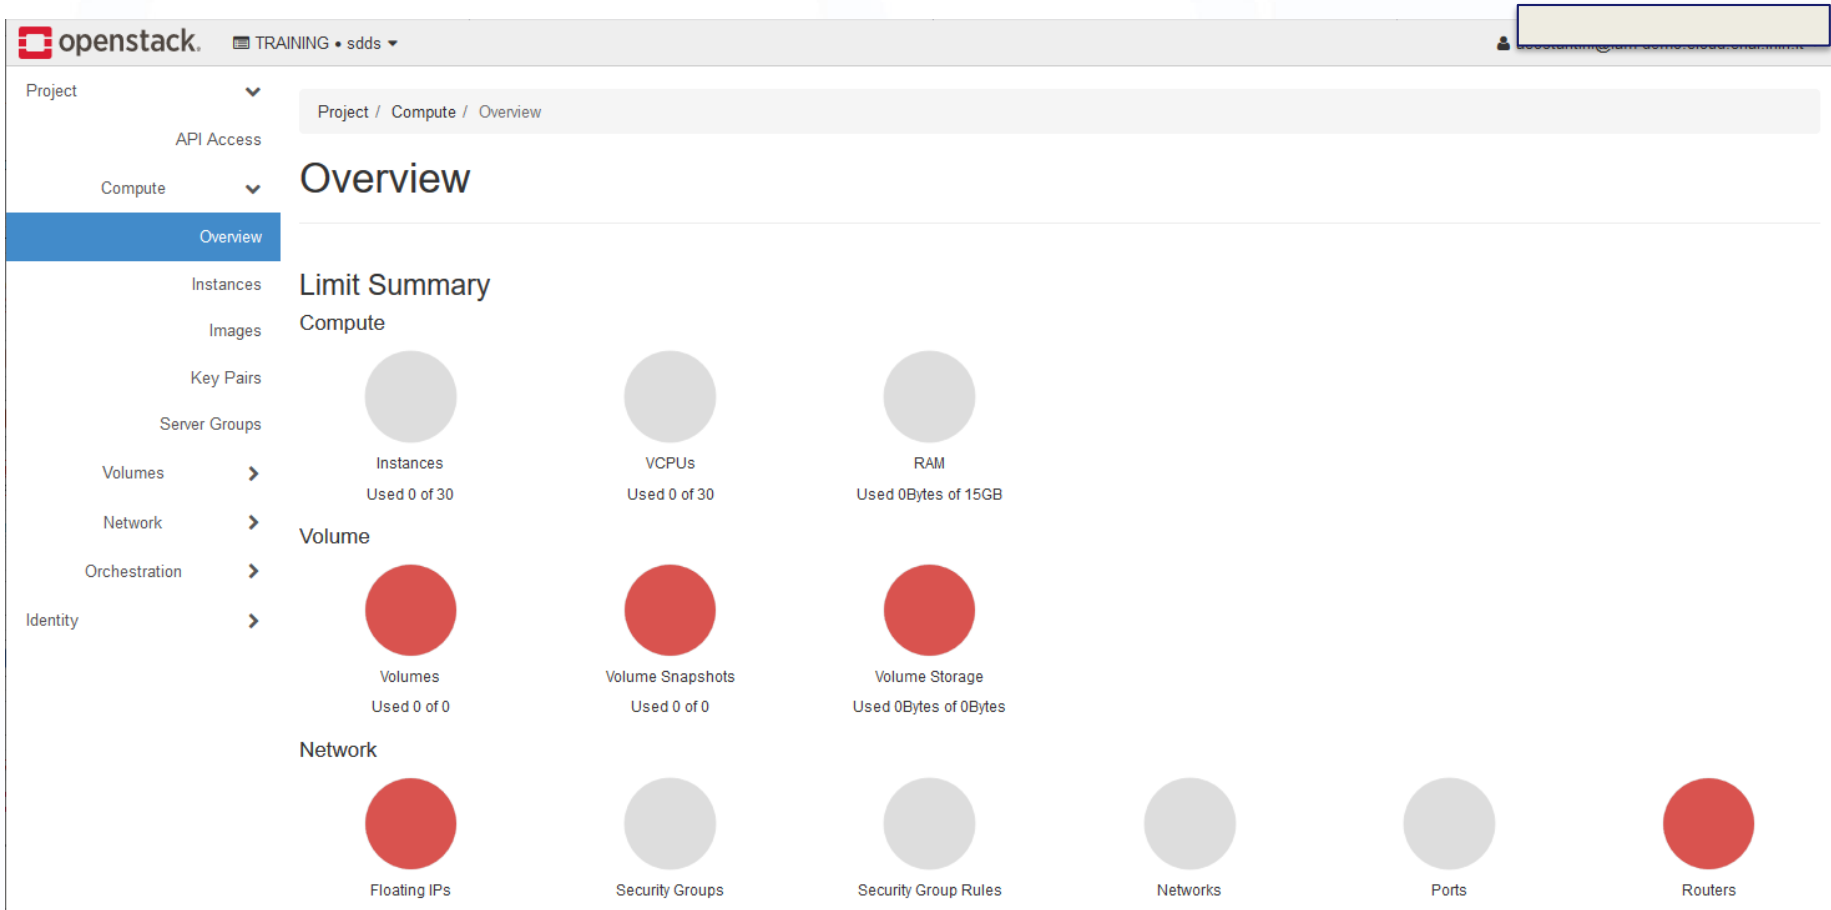 openstack.
TRAINING • sdds
Project
API Access
Compute
Overview
Instances
Images
Key Pairs
Server Groups
Volumes
Network
Orchestration
Identity
Project / Compute / Overview
Overview
Limit Summary
Compute
Instances VCPUs RAM
Used 0 of 30 Used 0 of 30 Used 0Bytes of 15GB
Volume
Volumes Volume Snapshots Volume Storage
Used 0 of 0 Used 0 of 0 Used 0Bytes of 0Bytes
Network
Floating IPs Security Groups Security Group Rules Networks Ports Routers